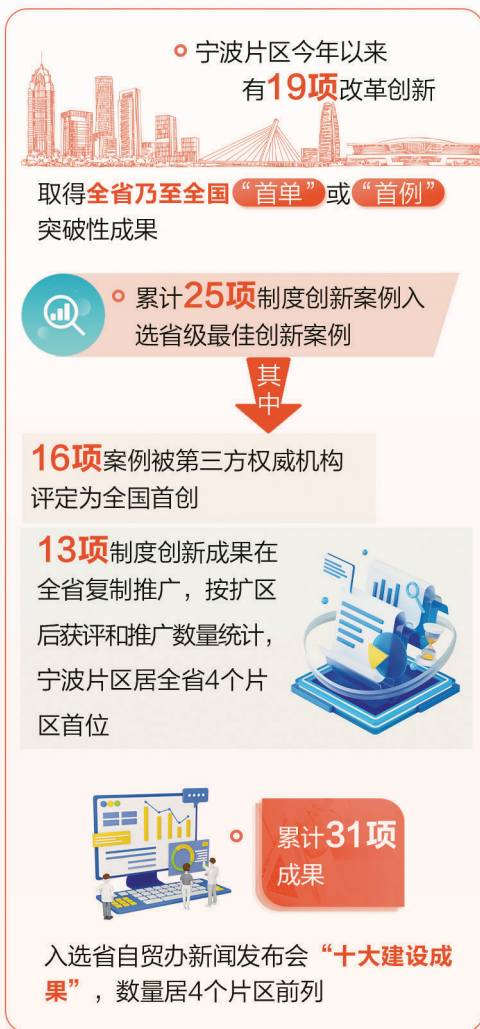 宁波片区今年以来
有19项改革创新
取得全省乃至全国“首单”或“首例”
突破性成果
累计25项制度创新案例入
选省级最佳创新案例
其
中
16项案例被第三方权威机构
评定为全国首创
13项制度创新成果在
全省复制推广，按扩区
后获评和推广数量统计，
宁波片区居全省4个片
区首位
累计31项
成果
入选省自贸办新闻发布会“十大建设成
果”，数量居4个片区前列